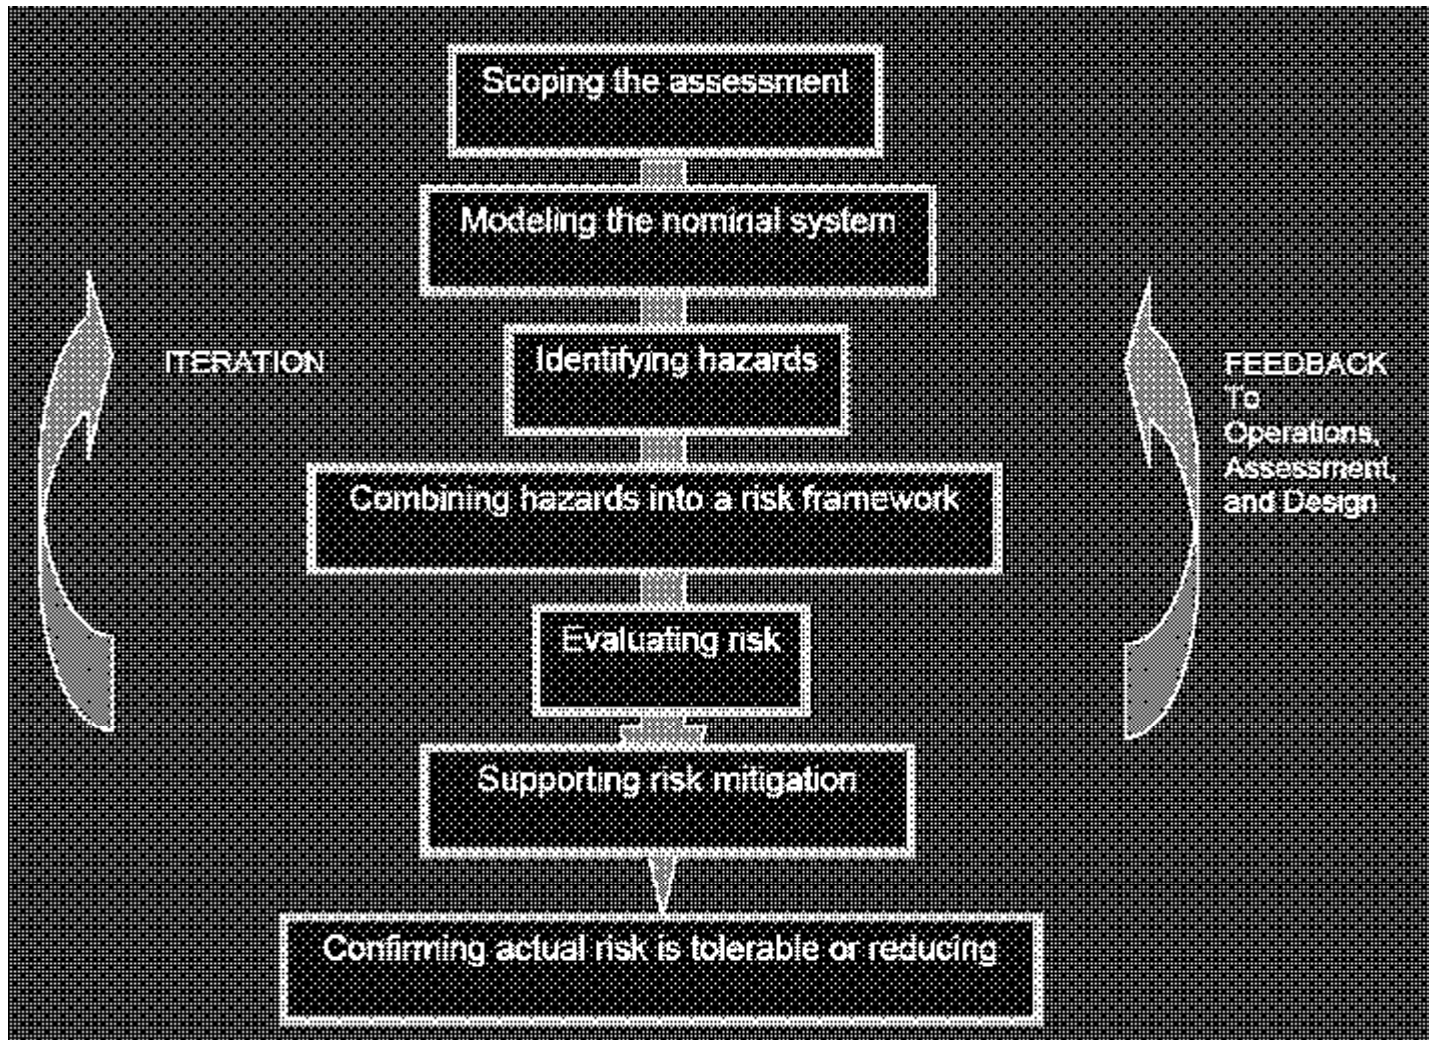 Scoping the assessment
Modeling the nominal system
ITERATION
Identifying hazards
FEEDBACK
To
Operations,
Assessment,
and Design
Combining hazards into a risk framework
Evaluating risk
Supporting risk mitigation
Confirming actual risk is tolerable or reducing